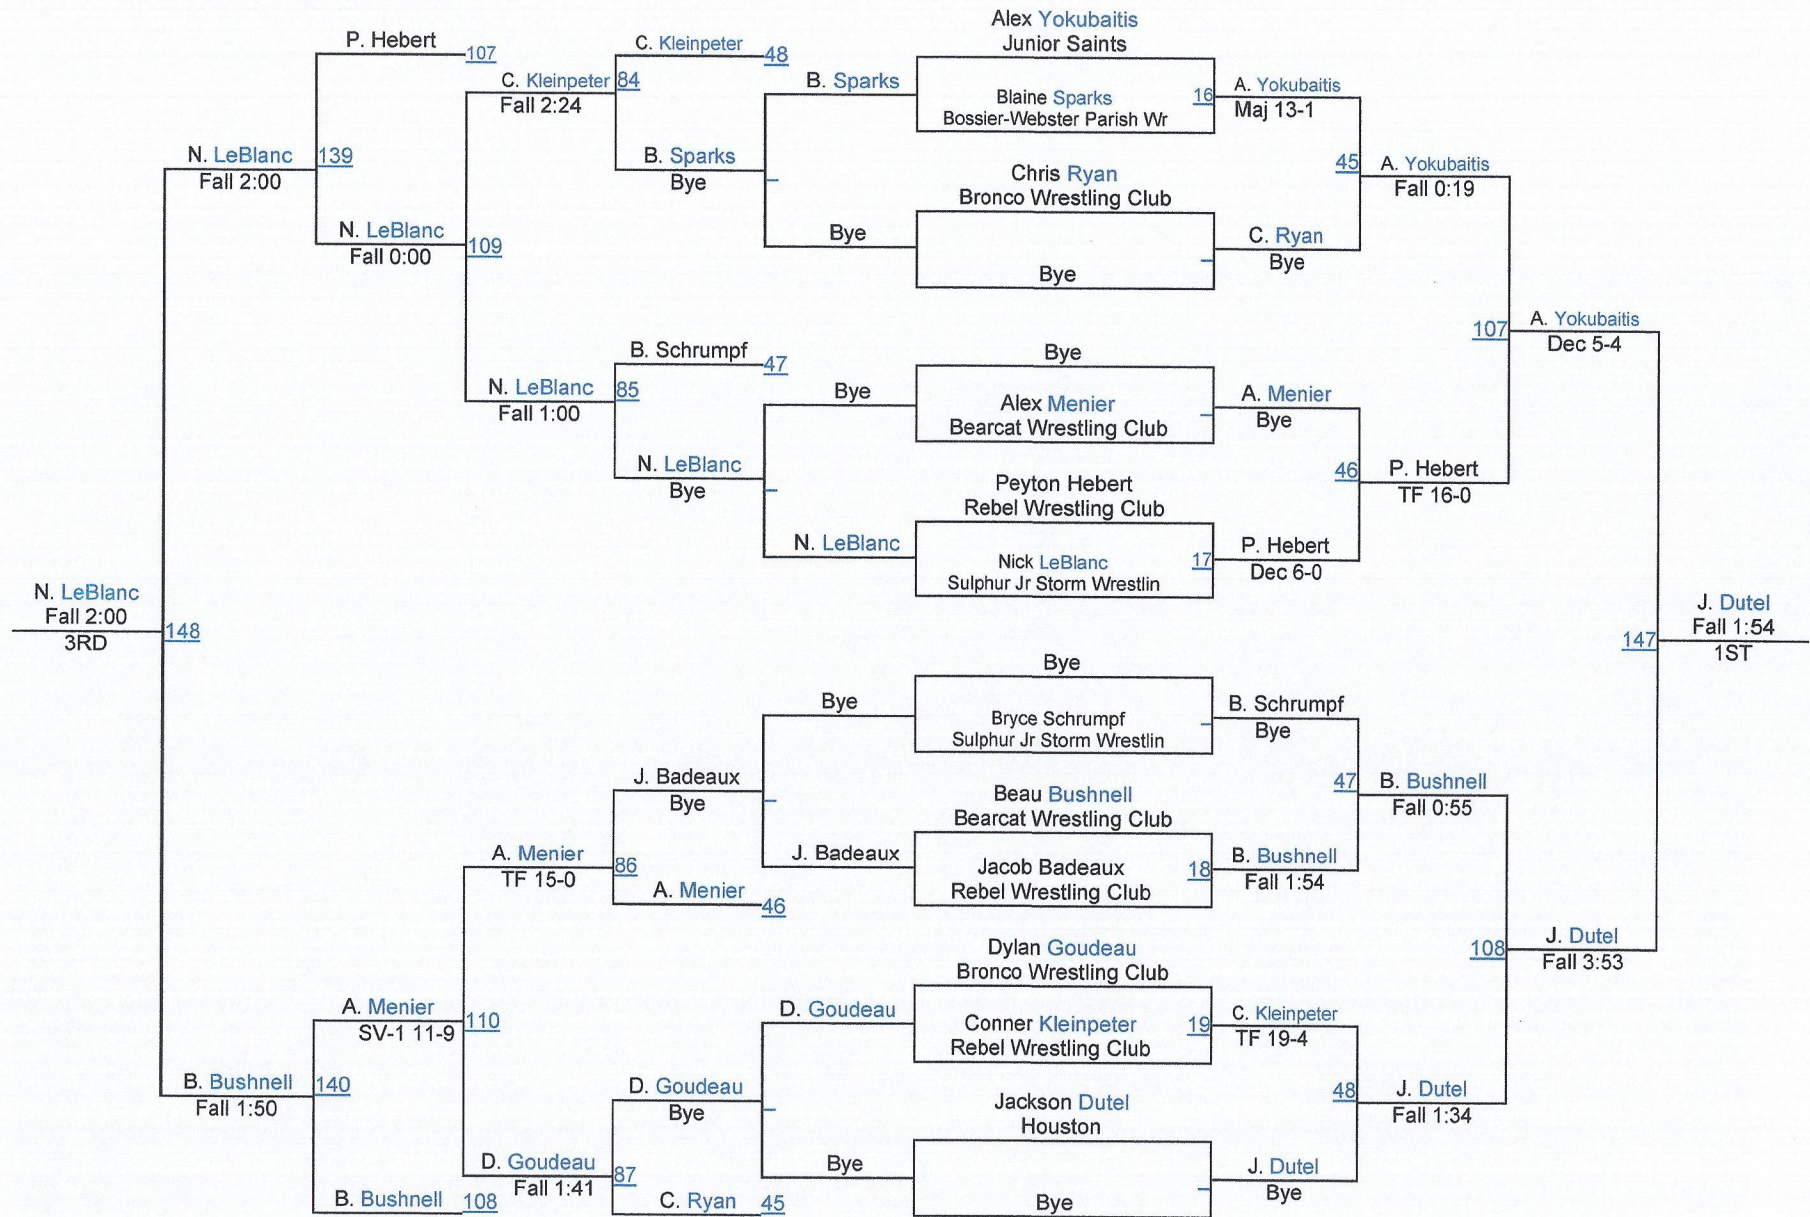 P. Hebert
107
C. Kleinpeter
Fall 2:24
84
C. Kleinpeter
48
B. Sparks
Bye
B. Sparks
Bye
N. LeBlanc
Fall 2:00
139
N. LeBlanc
Fall 0:00
109
N. LeBlanc
Fall 1:00
85
B. Schrumpf
47
N. LeBlanc
Bye
Bye
N. LeBlanc
N. LeBlanc
Fall 2:00
3RD
148
J. Badeaux
Bye
Bye
J. Badeaux
A. Menier
TF 15-0
86
A. Menier
46
A. Menier
SV-1 11-9
110
B. Bushnell
Fall 1:50
140
D. Goudeau
Bye
D. Goudeau
Bye
D. Goudeau
Fall 1:41
87
B. Bushnell
108
C. Ryan
45
Alex Yokubaitis
Junior Saints
Blaine Sparks
Bossier-Webster Parish Wr
16
Chris Ryan
Bronco Wrestling Club
Bye
Bye
Alex Menier
Bearcat Wrestling Club
Peyton Hebert
Rebel Wrestling Club
Nick LeBlanc
Sulphur Jr Storm Wrestlin
17
Bye
Bryce Schrumpf
Sulphur Jr Storm Wrestlin
Beau Bushnell
Bearcat Wrestling Club
Jacob Badeaux
Rebel Wrestling Club
18
Dylan Goudeau
Bronco Wrestling Club
Conner Kleinpeter
Rebel Wrestling Club
19
Jackson Dutel
Houston
Bye
A. Yokubaitis
Maj 13-1
45
A. Yokubaitis
Fall 0:19
C. Ryan
Bye
107
A. Yokubaitis
Dec 5-4
A. Menier
Bye
46
P. Hebert
TF 16-0
P. Hebert
Dec 6-0
147
J. Dutel
Fall 1:54
1ST
B. Schrumpf
Bye
47
B. Bushnell
Fall 0:55
B. Bushnell
Fall 1:54
108
J. Dutel
Fall 3:53
C. Kleinpeter
TF 19-4
48
J. Dutel
Fall 1:34
J. Dutel
Bye